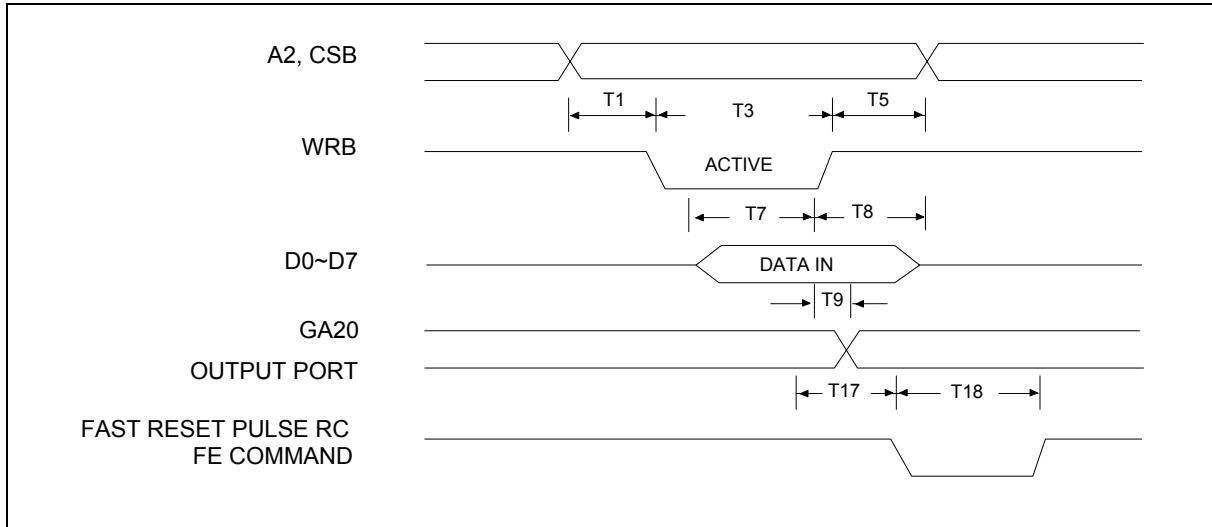 A2, CSB
T1
T3
T5
WRB
ACTIVE
T7
T8
D0~D7
DATA IN
T9
GA20
OUTPUT PORT
T17
T18
FAST RESET PULSE RC
FE COMMAND